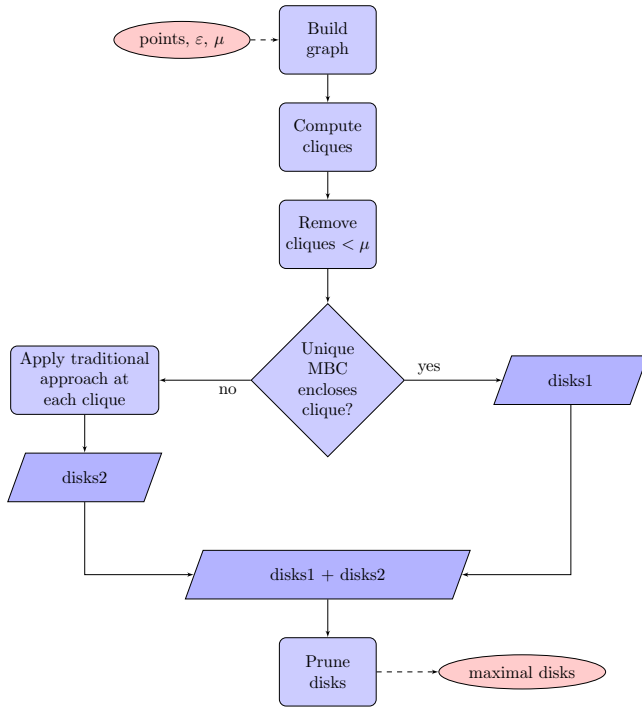 points, ε, μ
Build
graph
Compute
cliques
Remove
cliques < μ
Unique
MBC
encloses
clique?
no
yes
Apply traditional
approach at
each clique
disks1
disks2
disks1 + disks2
Prune
disks
maximal disks